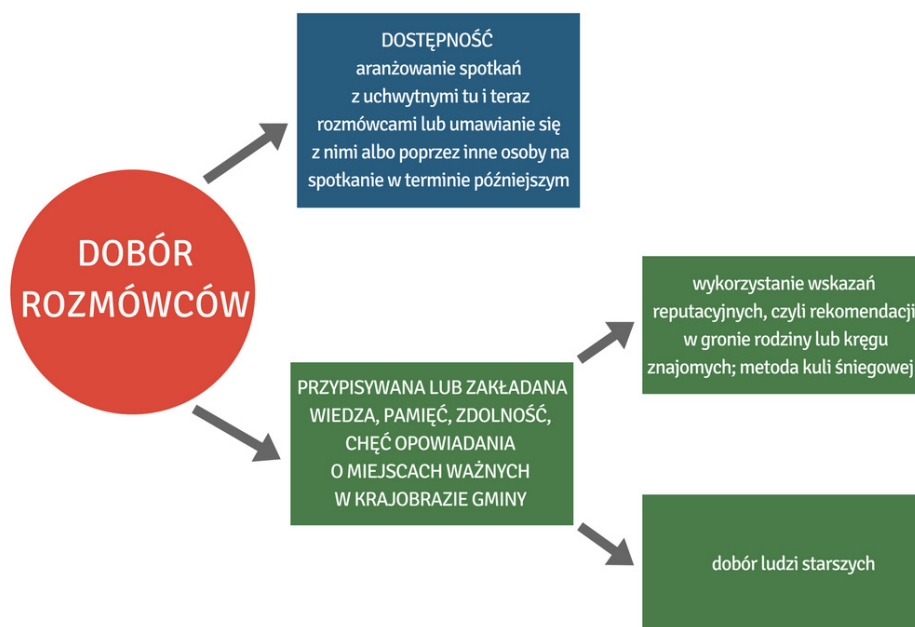 DOSTĘPNOŚĆ
aranżowanie spotkań
z uchwytnymi tu i teraz
rozmówcami lub umawianie się
z nimi albo poprzez inne osoby na
spotkanie w terminie późniejszym
DOBÓR
ROZMÓWCÓW
PRZYPISYWANA LUB ZAKŁADANA
WIEDZA, PAMIĘĆ, ZDOLNOŚĆ,
CHĘĆ OPOWIADANIA
O MIEJSCACH WAŻNYCH
W KRAJOBRAZIE GMINY
wykorzystanie wskazań
reputacyjnych, czyli rekomendacji
w gronie rodziny lub kręgu
znajomych; metoda kuli śniegowej
dobór ludzi starszych